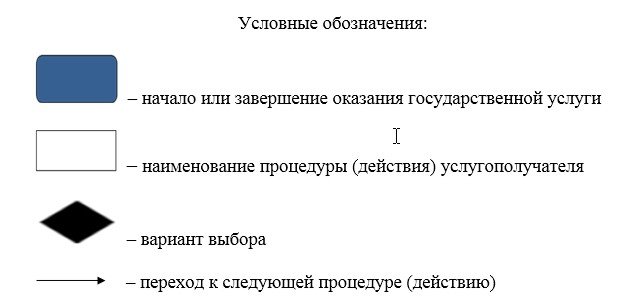 Условные обозначения:
– начало или завершение оказания государственной услуги
– наименование процедуры (действия) услугополучателя
– вариант выбора
– переход к следующей процедуре (действию)